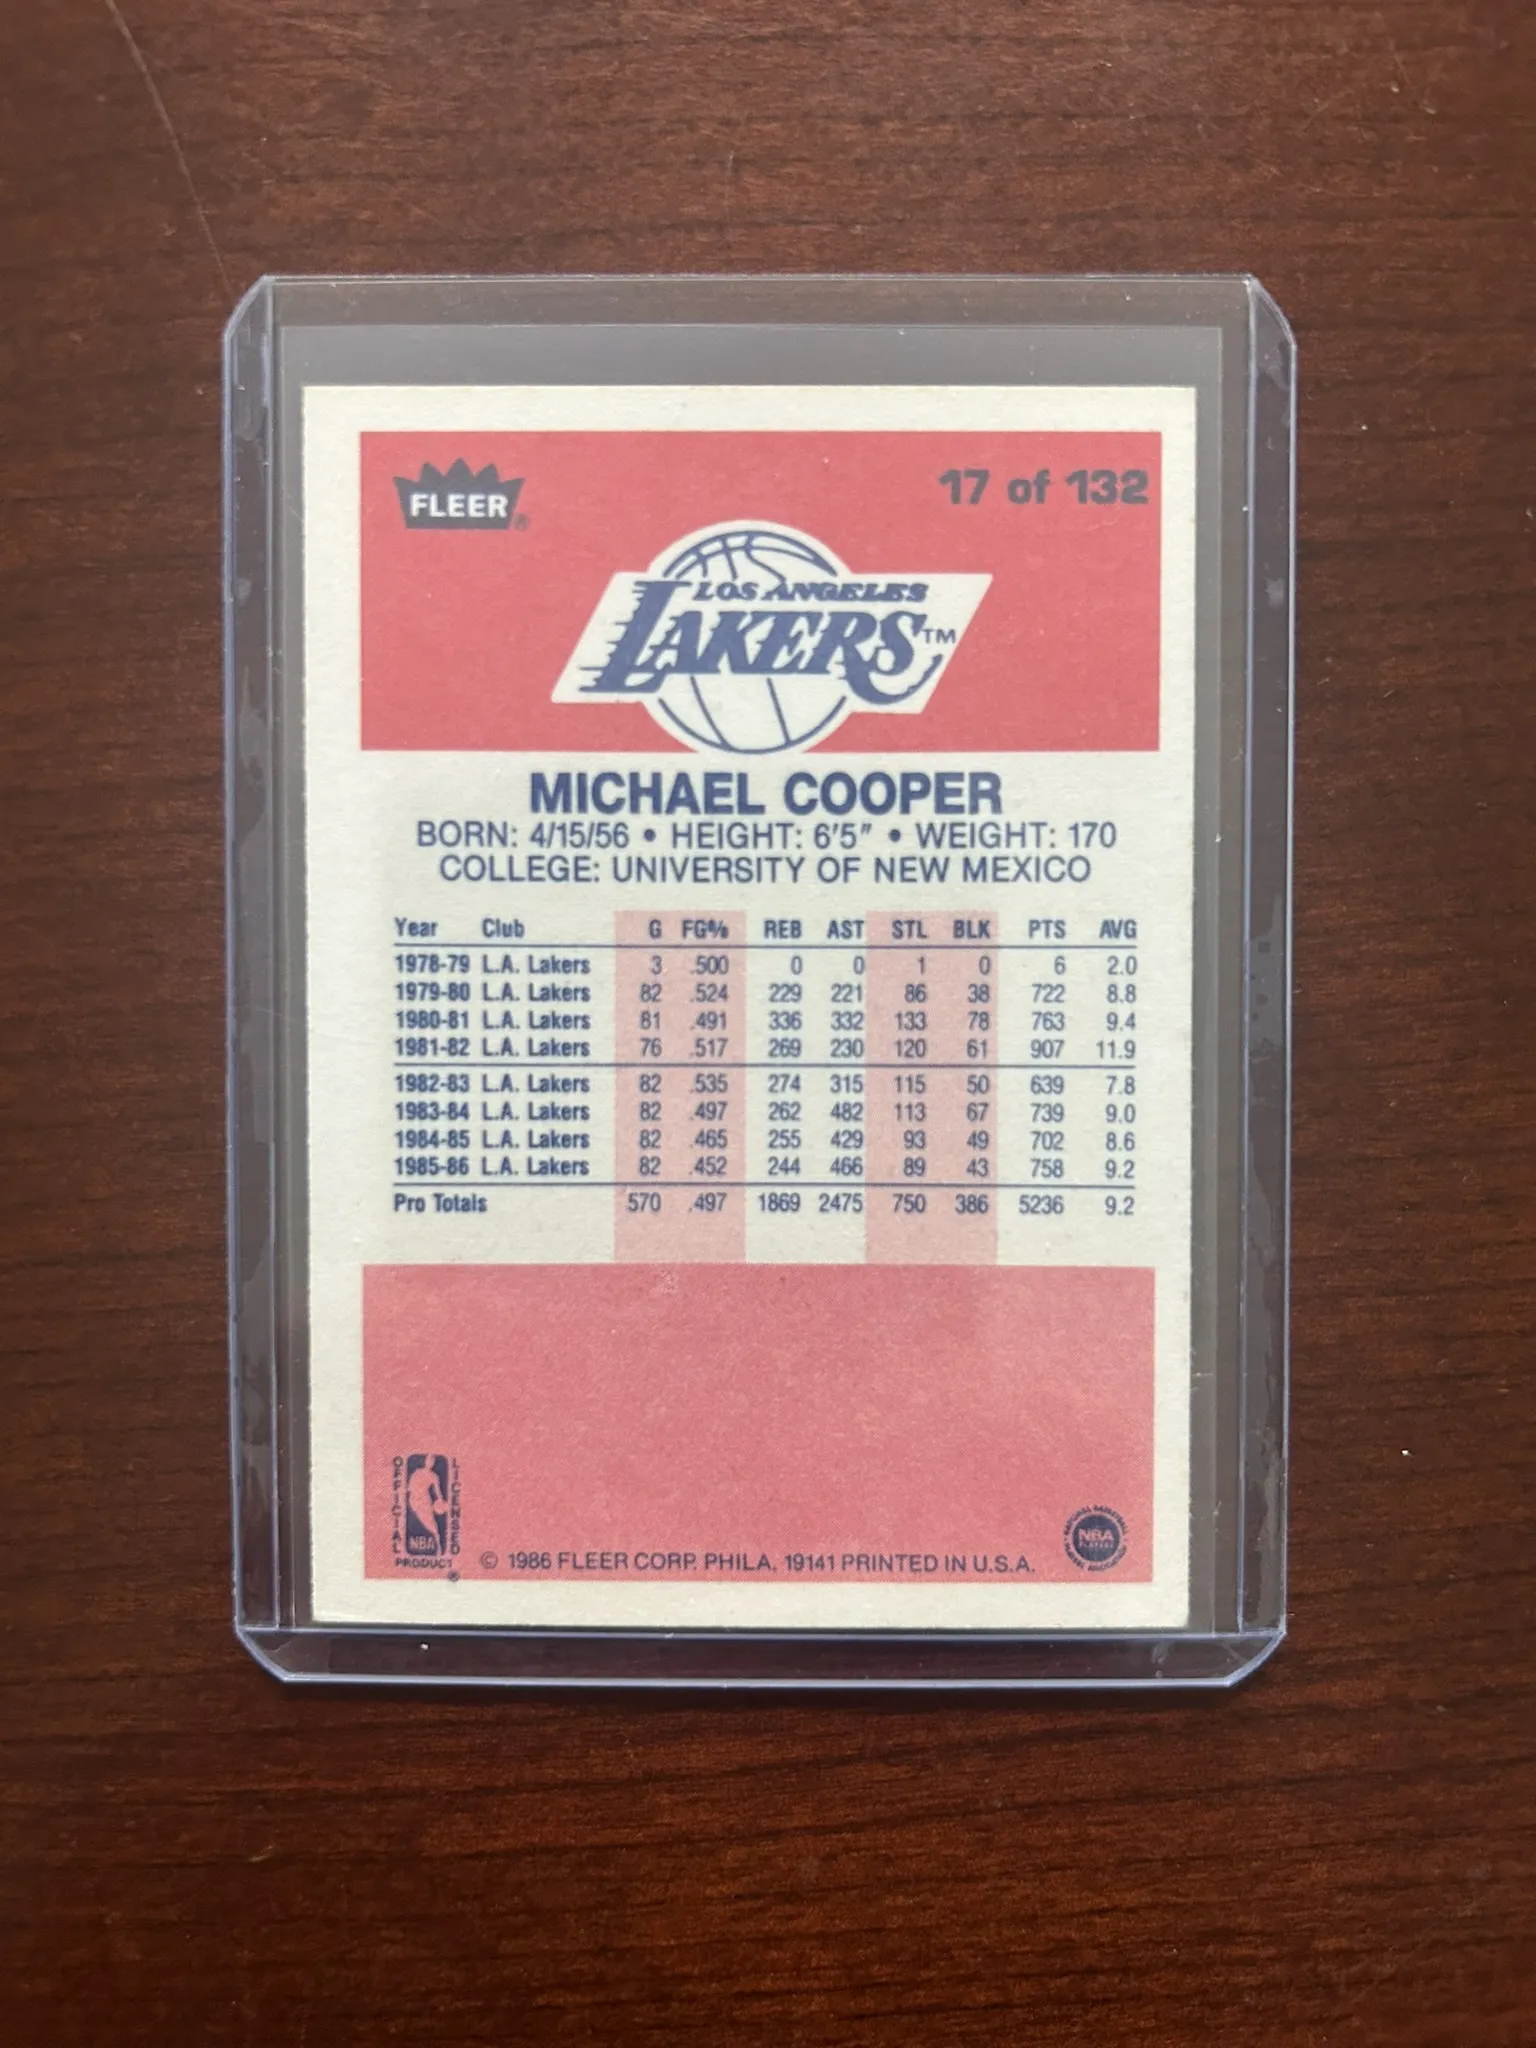 FLEER®
17 of 132
LOS ANGELES
LAKERS™
MICHAEL COOPER
BORN: 4/15/56 • HEIGHT: 6'5" • WEIGHT: 170
COLLEGE: UNIVERSITY OF NEW MEXICO
Year Club G FG% REB AST STL BLK PTS AVG
1978-79 L.A. Lakers 3 .500 0 0 1 0 6 2.0
1979-80 L.A. Lakers 82 .524 229 221 86 38 722 8.8
1980-81 L.A. Lakers 81 .491 336 332 133 78 763 9.4
1981-82 L.A. Lakers 76 .517 269 230 120 61 907 11.9
1982-83 L.A. Lakers 82 .535 274 315 115 50 639 7.8
1983-84 L.A. Lakers 82 .497 262 482 113 67 739 9.0
1984-85 L.A. Lakers 82 .465 255 429 93 49 702 8.6
1985-86 L.A. Lakers 82 .452 244 466 89 43 758 9.2
Pro Totals 570 .497 1869 2475 750 386 5236 9.2
OFFICIAL
LICENSED
NBA
PRODUCT®
© 1986 FLEER CORP. PHILA. 19141 PRINTED IN U.S.A.
NATIONAL BASKETBALL
NBA
PLAYERS
PLAYERS ASSOCIATION